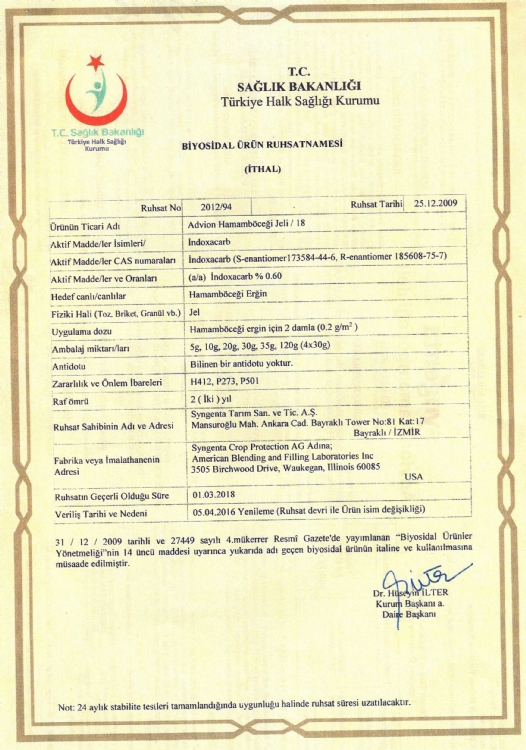 T.C.
SAĞLIK BAKANLIĞI
Türkiye Halk Sağlığı Kurumu
T.C. Sağlık Bakanlığı
Türkiye Halk Sağlığı
Kurumu
BİYOSİDAL ÜRÜN RUHSATNAMESİ
(İTHAL)
Ruhsat No 2012/94 Ruhsat Tarihi 25.12.2009
Ürünün Ticari Adı Advion Hamamböceği Jeli / 18
Aktif Madde/ler İsimleri/ İndoxacarb
Aktif Madde/ler CAS numaraları İndoxacarb (S-enantiomer173584-44-6, R-enantiomer 185608-75-7)
Aktif Madde/ler ve Oranları (a/a) İndoxacarb % 0.60
Hedef canlı/canlılar Hamamböceği Ergin
Fiziki Hali (Toz, Briket, Granül vb.) Jel
Uygulama dozu Hamamböceği ergin için 2 damla (0.2 g/m²)
Ambalaj miktarı/ları 5g, 10g, 20g, 30g, 35g, 120g (4x30g)
Antidotu Bilinen bir antidotu yoktur.
Zararlılık ve Önlem İbareleri H412, P273, P501
Raf ömrü 2 ( İki ) yıl
Ruhsat Sahibinin Adı ve Adresi Syngenta Tarım San. ve Tic. A.Ş.
Mansuroğlu Mah. Ankara Cad. Bayraklı Tower No:81 Kat:17
Bayraklı / İZMİR
Fabrika veya İmalathanenin
Adresi
Syngenta Crop Protection AG Adına;
American Blending and Filling Laboratories Inc
3505 Birchwood Drive, Waukegan, Illinois 60085
USA
Ruhsatın Geçerli Olduğu Süre 01.03.2018
Veriliş Tarihi ve Nedeni 05.04.2016 Yenileme (Ruhsat devri ile Ürün isim değişikliği)
31 / 12 / 2009 tarihli ve 27449 sayılı 4.mükerrer Resmî Gazete'de yayımlanan “Biyosidal Ürünler
Yönetmeliği”nin 14 üncü maddesi uyarınca yukarıda adı geçen biyosidal ürünün italine ve kullanılmasına
müsaade edilmiştir.
Dr. Hüseyin İLTER
Kurum Başkanı a.
Daire Başkanı
Not: 24 aylık stabilite testleri tamamlandığında uygunluğu halinde ruhsat süresi uzatılacaktır.